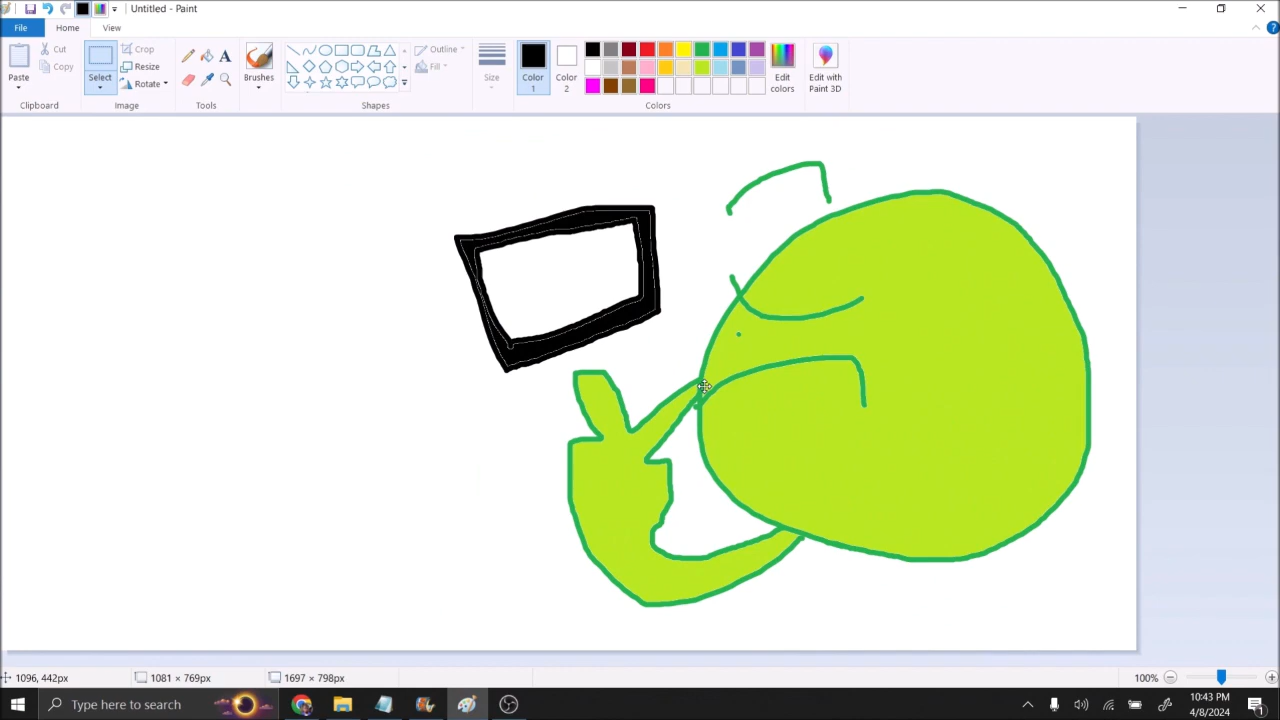 Untitled - Paint
File
Home
View
Paste
Cut
Copy
Clipboard
Select
Crop
Resize
Rotate
Image
A
Tools
Brushes
Shapes
Outline
Fill
Size
Color
1
Color
2
Edit
colors
Colors
Edit with
Paint 3D
?
1096, 442px
1081 × 769px
1697 × 798px
100%
Type here to search
10:43 PM
4/8/2024
1